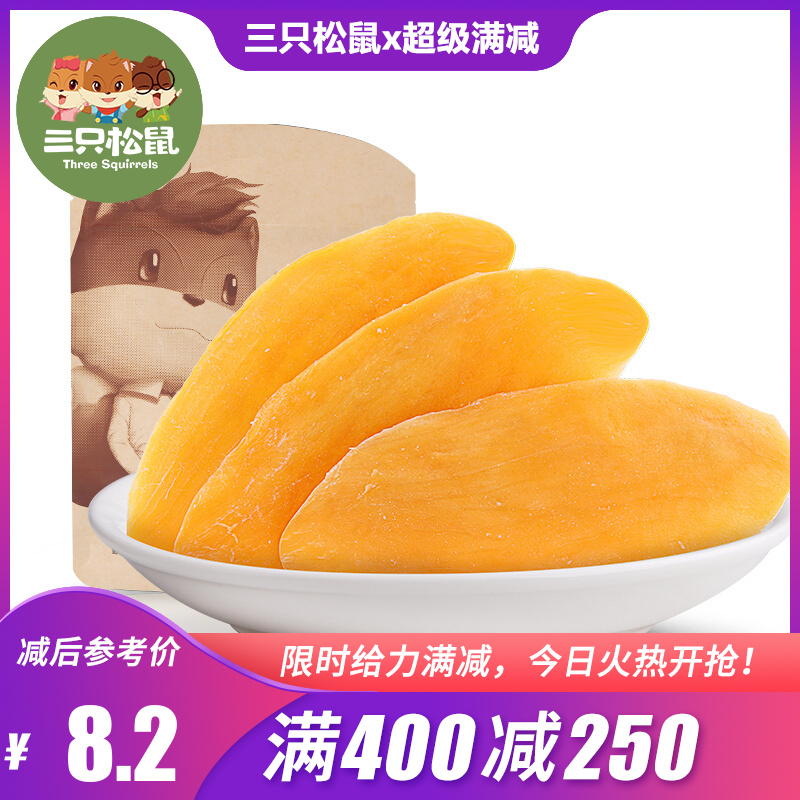 三只松鼠x超级满减
三只松鼠
Three Squirrels
减后参考价
限时给力满减，今日火热开抢！
¥ 8.2
满400减250